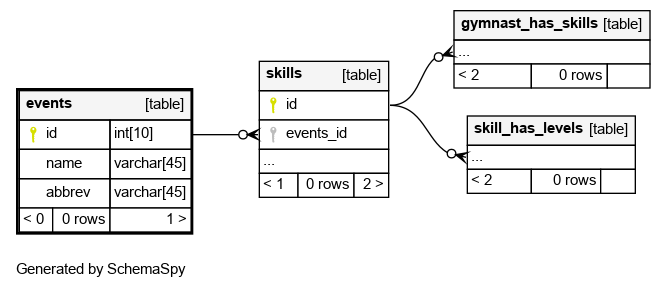 events [table]
id int[10]
name varchar[45]
abbrev varchar[45]
< 0 0 rows 1 >
skills [table]
id
events_id
...
< 1 0 rows 2 >
gymnast_has_skills [table]
...
< 2 0 rows
skill_has_levels [table]
...
< 2 0 rows
Generated by SchemaSpy